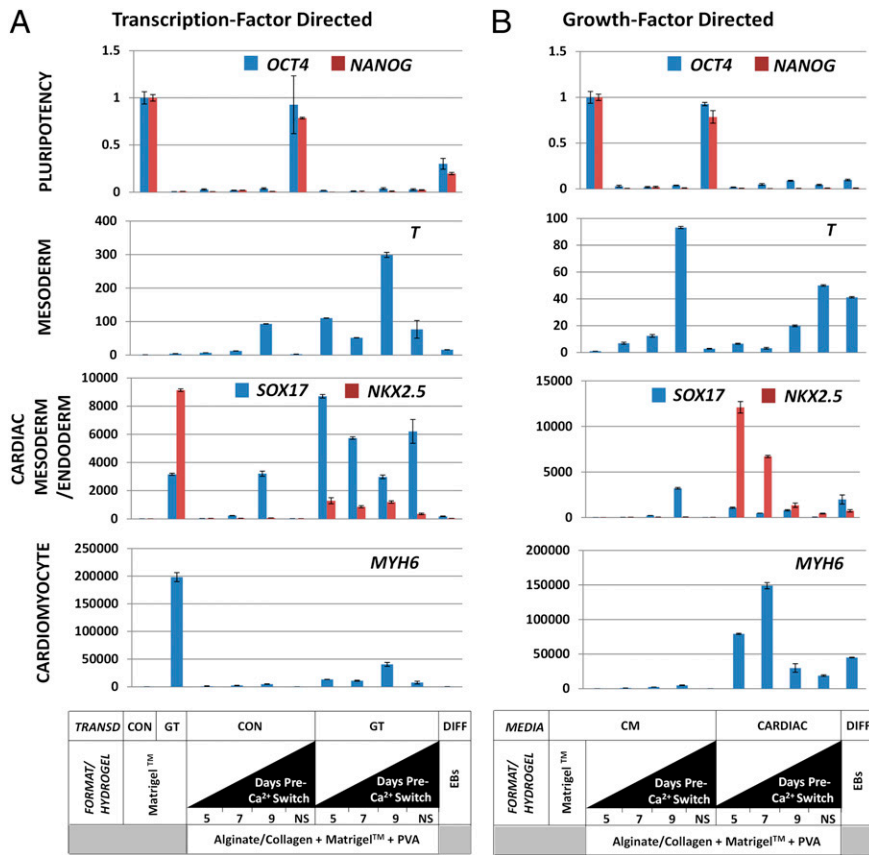 A Transcription-Factor Directed
PLURIPOTENCY
1.5
1
0.5
0
OCT4 NANOG
MESODERM
400
300
200
100
0
T
CARDIAC
MESODERM
/ENDODERM
10000
8000
6000
4000
2000
0
SOX17 NKX2.5
CARDIOMYOCYTE
250000
200000
150000
100000
50000
0
MYH6
TRANSD CON GT CON GT DIFF
FORMAT/
HYDROGEL
Matrigel™
Days Pre-
Ca²⁺ Switch
5 7 9 NS
Days Pre-
Ca²⁺ Switch
5 7 9 NS
EBs
Alginate/Collagen + Matrigel™ + PVA
B Growth-Factor Directed
1.5
1
0.5
0
OCT4 NANOG
100
80
60
40
20
0
T
15000
10000
5000
0
SOX17 NKX2.5
200000
150000
100000
50000
0
MYH6
MEDIA CM CARDIAC DIFF
FORMAT/
HYDROGEL
Matrigel™
Days Pre-
Ca²⁺ Switch
5 7 9 NS
Days Pre-
Ca²⁺ Switch
5 7 9 NS
EBs
Alginate/Collagen + Matrigel™ + PVA